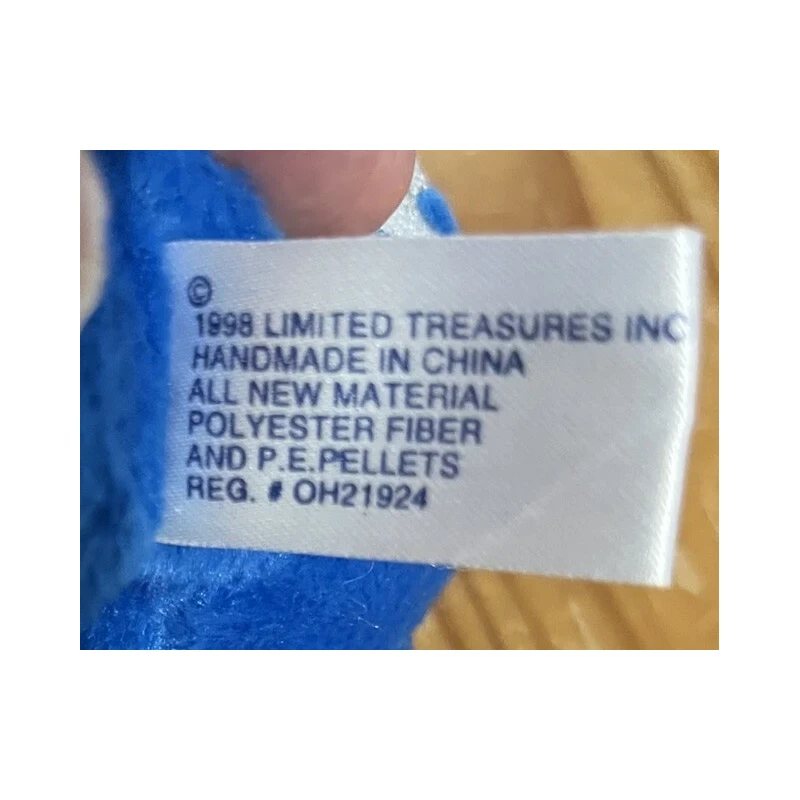 ©
1998 LIMITED TREASURES INC
HANDMADE IN CHINA
ALL NEW MATERIAL
POLYESTER FIBER
AND P.E.PELLETS
REG. # OH21924